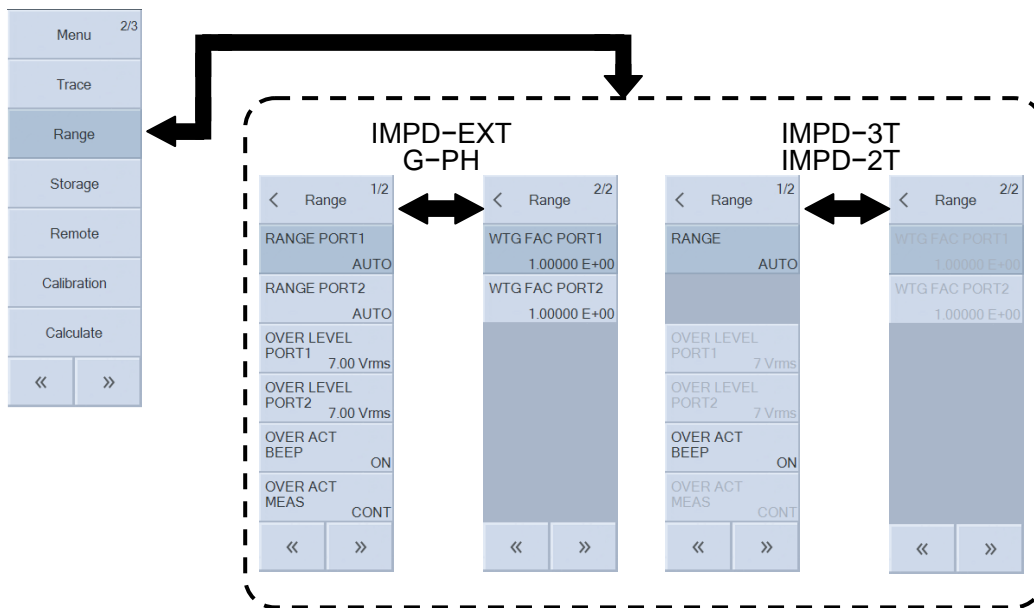 Menu 2/3
Trace
Range
Storage
Remote
Calibration
Calculate
« »
IMPD−EXT
G−PH
< Range 1/2
RANGE PORT1
AUTO
RANGE PORT2
AUTO
OVER LEVEL
PORT1
7.00 Vrms
OVER LEVEL
PORT2
7.00 Vrms
OVER ACT
BEEP
ON
OVER ACT
MEAS
CONT
« »
< Range 2/2
WTG FAC PORT1
1.00000 E+00
WTG FAC PORT2
1.00000 E+00
« »
IMPD−3T
IMPD−2T
< Range 1/2
RANGE
AUTO
OVER LEVEL
PORT1
7 Vrms
OVER LEVEL
PORT2
7 Vrms
OVER ACT
BEEP
ON
OVER ACT
MEAS
CONT
« »
< Range 2/2
WTG FAC PORT1
1.00000 E+00
WTG FAC PORT2
1.00000 E+00
« »